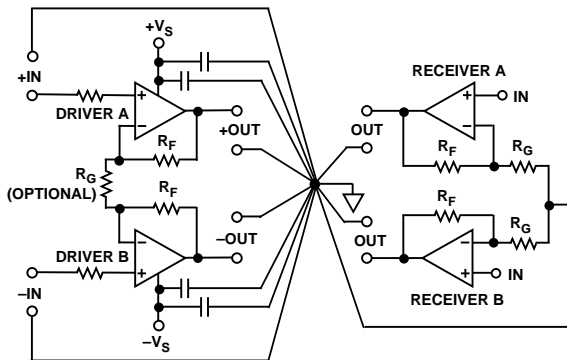 +VS
+IN
DRIVER A
+OUT
RF
RG
(OPTIONAL)
RF
–OUT
DRIVER B
–IN
–VS
RECEIVER A
IN
OUT
RF
RG
RF
RG
OUT
IN
RECEIVER B